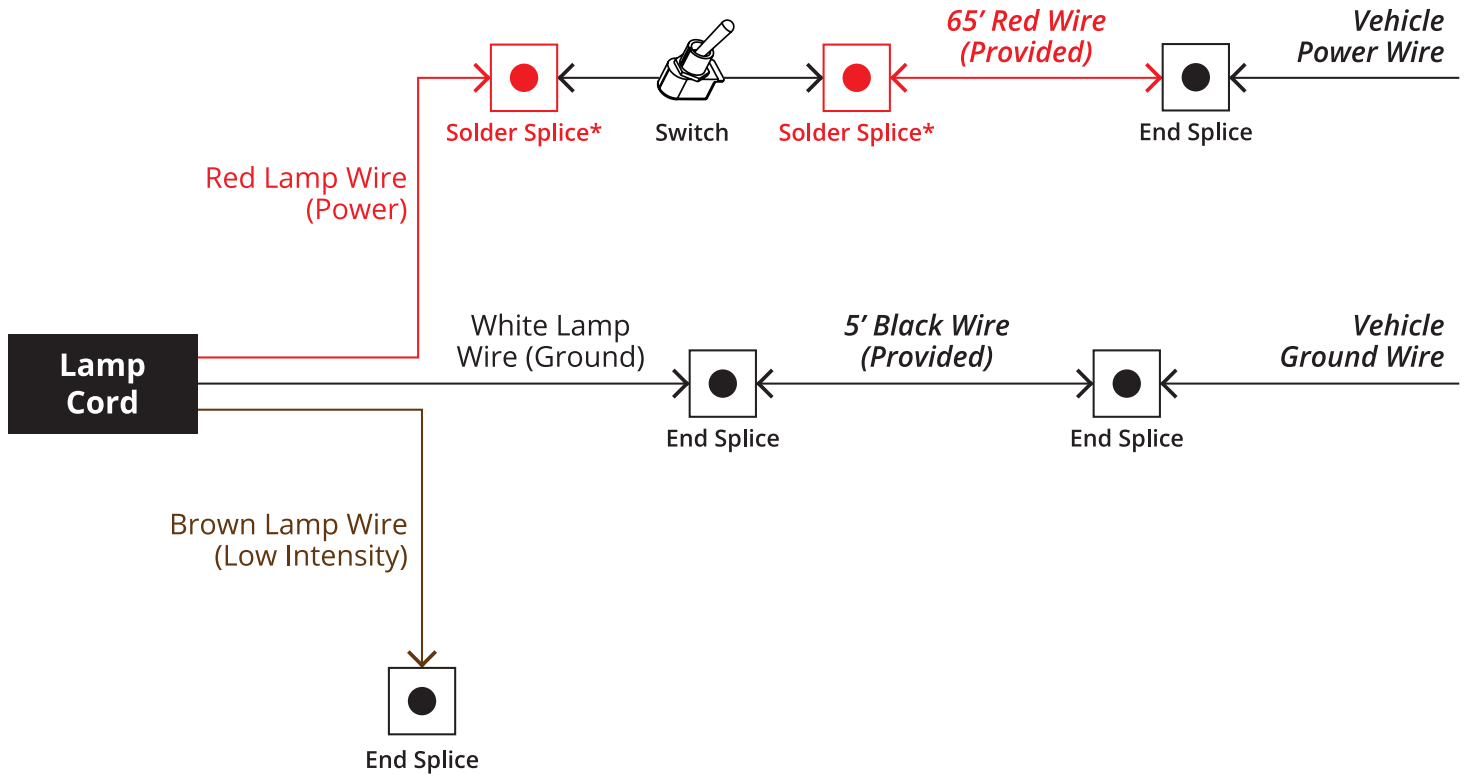 65’ Red Wire
(Provided)
Vehicle
Power Wire
Solder Splice*
Switch
Solder Splice*
End Splice
Red Lamp Wire
(Power)
Lamp
Cord
White Lamp
Wire (Ground)
5’ Black Wire
(Provided)
Vehicle
Ground Wire
End Splice
End Splice
Brown Lamp Wire
(Low Intensity)
End Splice